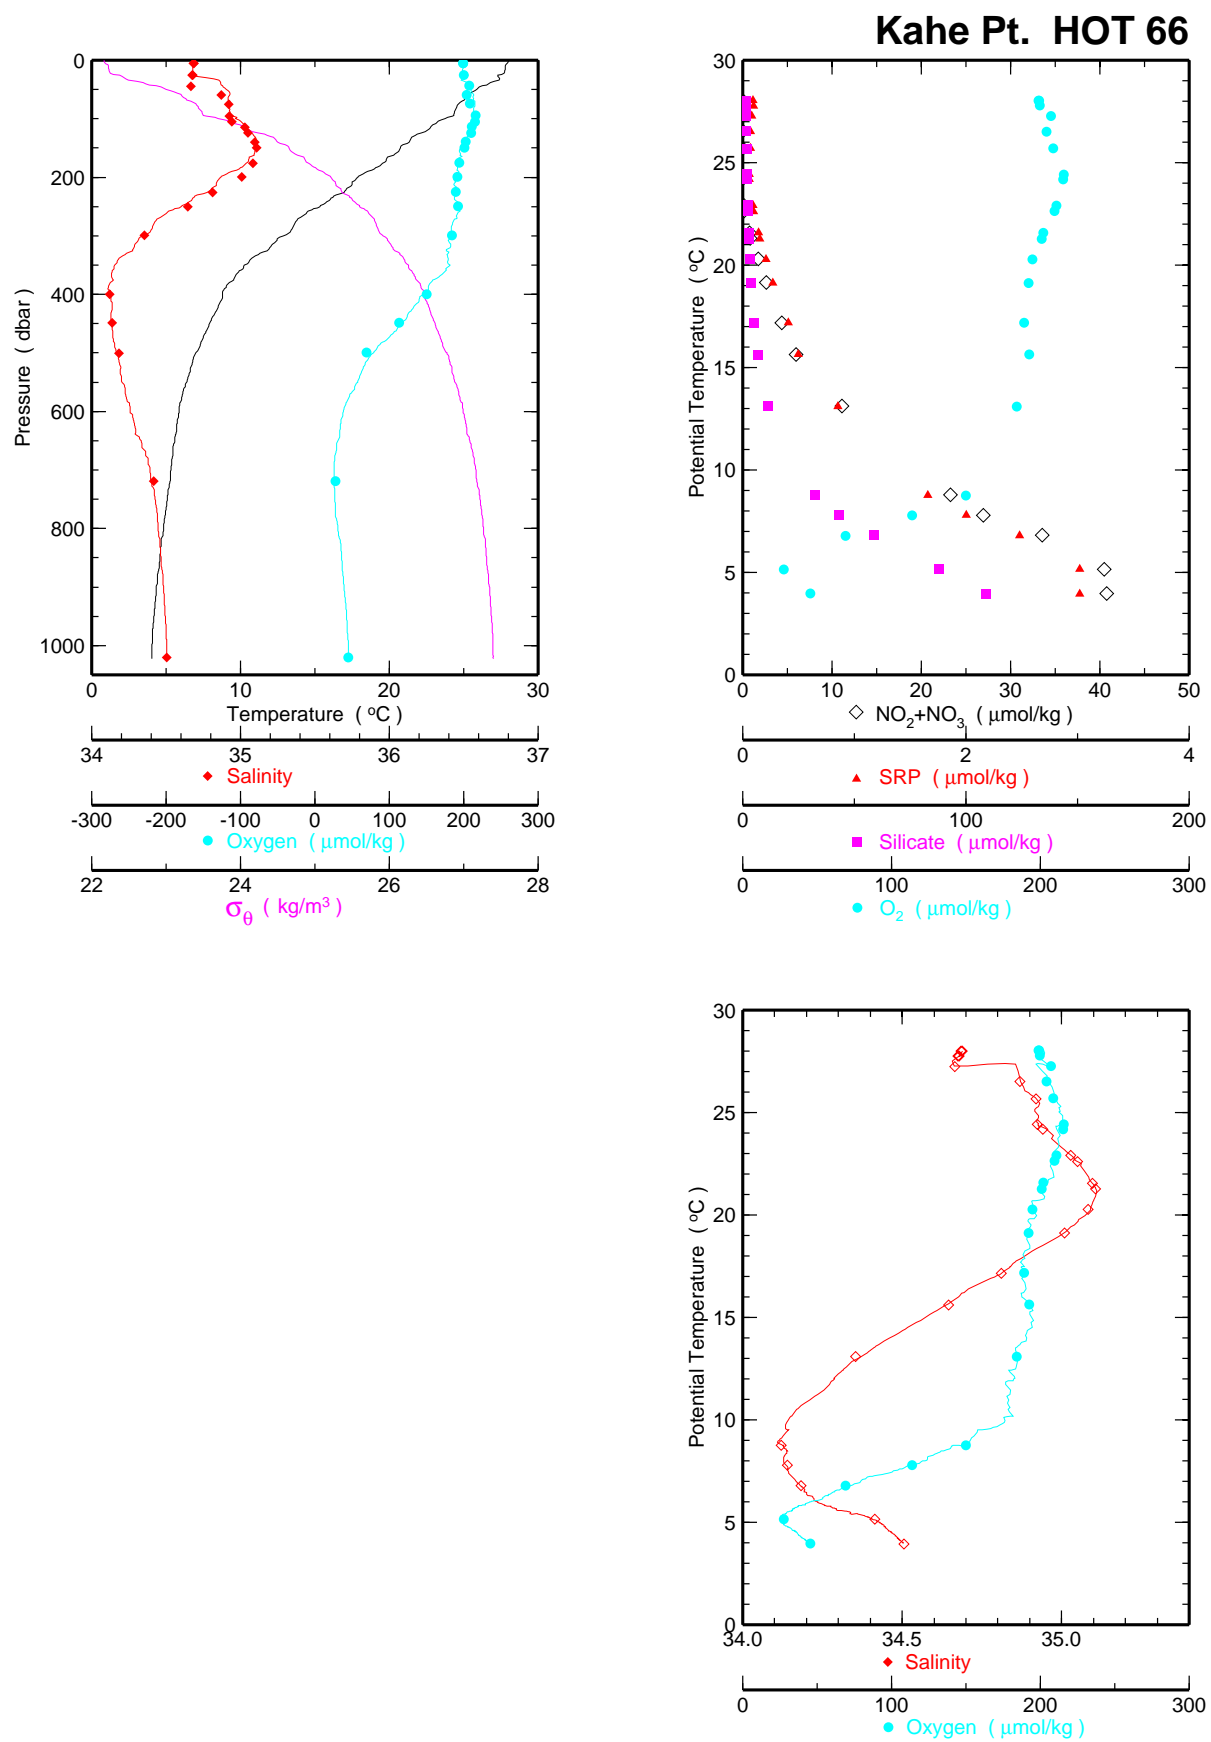 Kahe Pt. HOT 66
0
200
400
600
800
1000
Pressure ( dbar )
0 10 20 30
Temperature ( °C )
34 35 36 37
Salinity
-300 -200 -100 0 100 200 300
Oxygen ( μmol/kg )
22 24 26 28
σθ ( kg/m³ )
30
25
20
15
10
5
0
Potential Temperature ( °C )
0 10 20 30 40 50
NO₂+NO₃ ( μmol/kg )
0 2 4
SRP ( μmol/kg )
0 100 200
Silicate ( μmol/kg )
0 100 200 300
O₂ ( μmol/kg )
30
25
20
15
10
5
0
Potential Temperature ( °C )
34.0 34.5 35.0
Salinity
0 100 200 300
Oxygen ( μmol/kg )